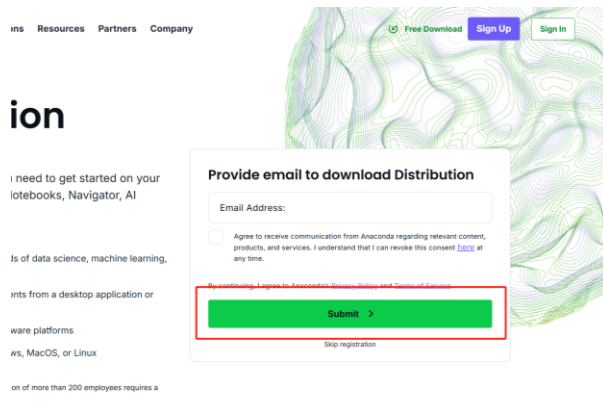 ons Resources Partners Company Free Download Sign Up Sign In
ion
need to get started on your
Notebooks, Navigator, AI
ds of data science, machine learning,
ents from a desktop application or
ware platforms
ws, MacOS, or Linux
on of more than 200 employees requires a
Provide email to download Distribution
Email Address:
Agree to receive communication from Anaconda regarding relevant content,
products, and services. I understand that I can revoke this consent here at
any time.
By continuing, I agree to Anaconda's Privacy Policy and Terms of Service.
Submit >
Skip registration